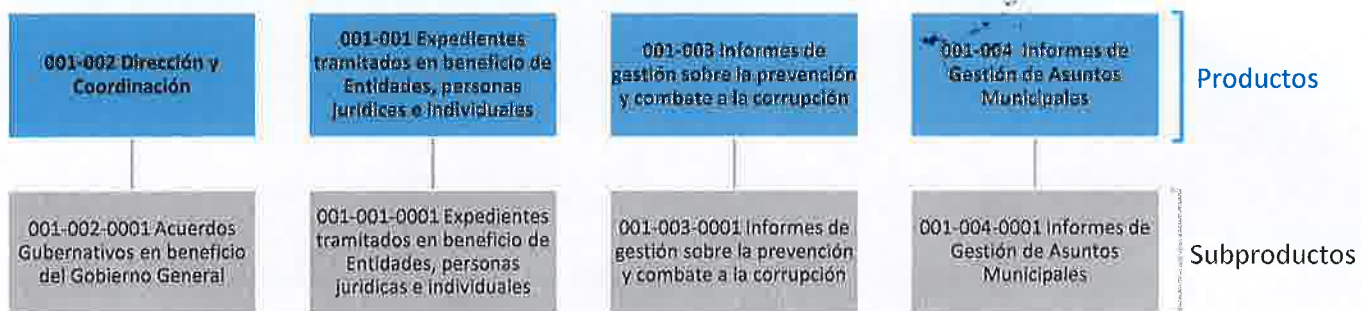 001-002 Dirección y
Coordinación
001-001 Expedientes
tramitados en beneficio de
Entidades, personas
jurídicas e individuales
001-003 Informes de
gestión sobre la prevención
y combate a la corrupción
001-004 Informes de
Gestión de Asuntos
Municipales
Productos
001-002-0001 Acuerdos
Gubernativos en beneficio
del Gobierno General
001-001-0001 Expedientes
tramitados en beneficio de
Entidades, personas
jurídicas e individuales
001-003-0001 Informes de
gestión sobre la prevención
y combate a la corrupción
001-004-0001 Informes de
Gestión de Asuntos
Municipales
Subproductos